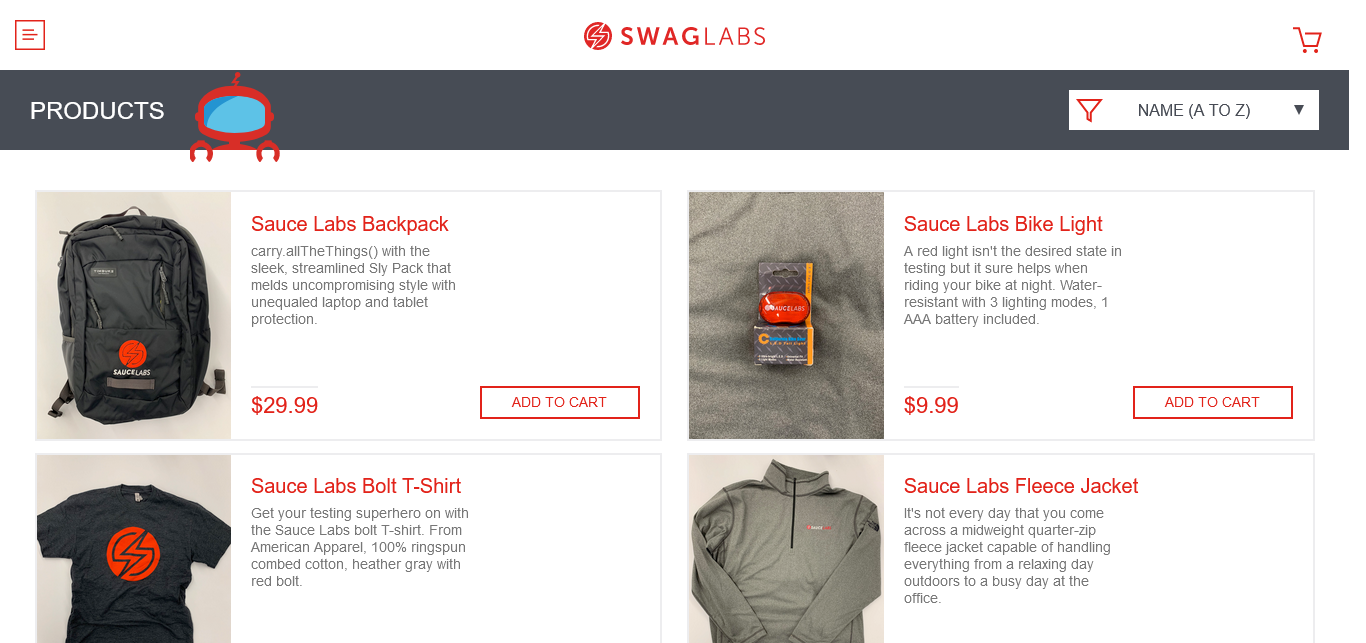 SWAGLABS
PRODUCTS
NAME (A TO Z)
Sauce Labs Backpack
carry.allTheThings() with the
sleek, streamlined Sly Pack that
melds uncompromising style with
unequaled laptop and tablet
protection.
$29.99
ADD TO CART
SAUCELABS
Sauce Labs Bike Light
A red light isn't the desired state in
testing but it sure helps when
riding your bike at night. Water-
resistant with 3 lighting modes, 1
AAA battery included.
$9.99
ADD TO CART
SAUCELABS
Sauce Labs Bolt T-Shirt
Get your testing superhero on with
the Sauce Labs bolt T-shirt. From
American Apparel, 100% ringspun
combed cotton, heather gray with
red bolt.
Sauce Labs Fleece Jacket
It's not every day that you come
across a midweight quarter-zip
fleece jacket capable of handling
everything from a relaxing day
outdoors to a busy day at the
office.